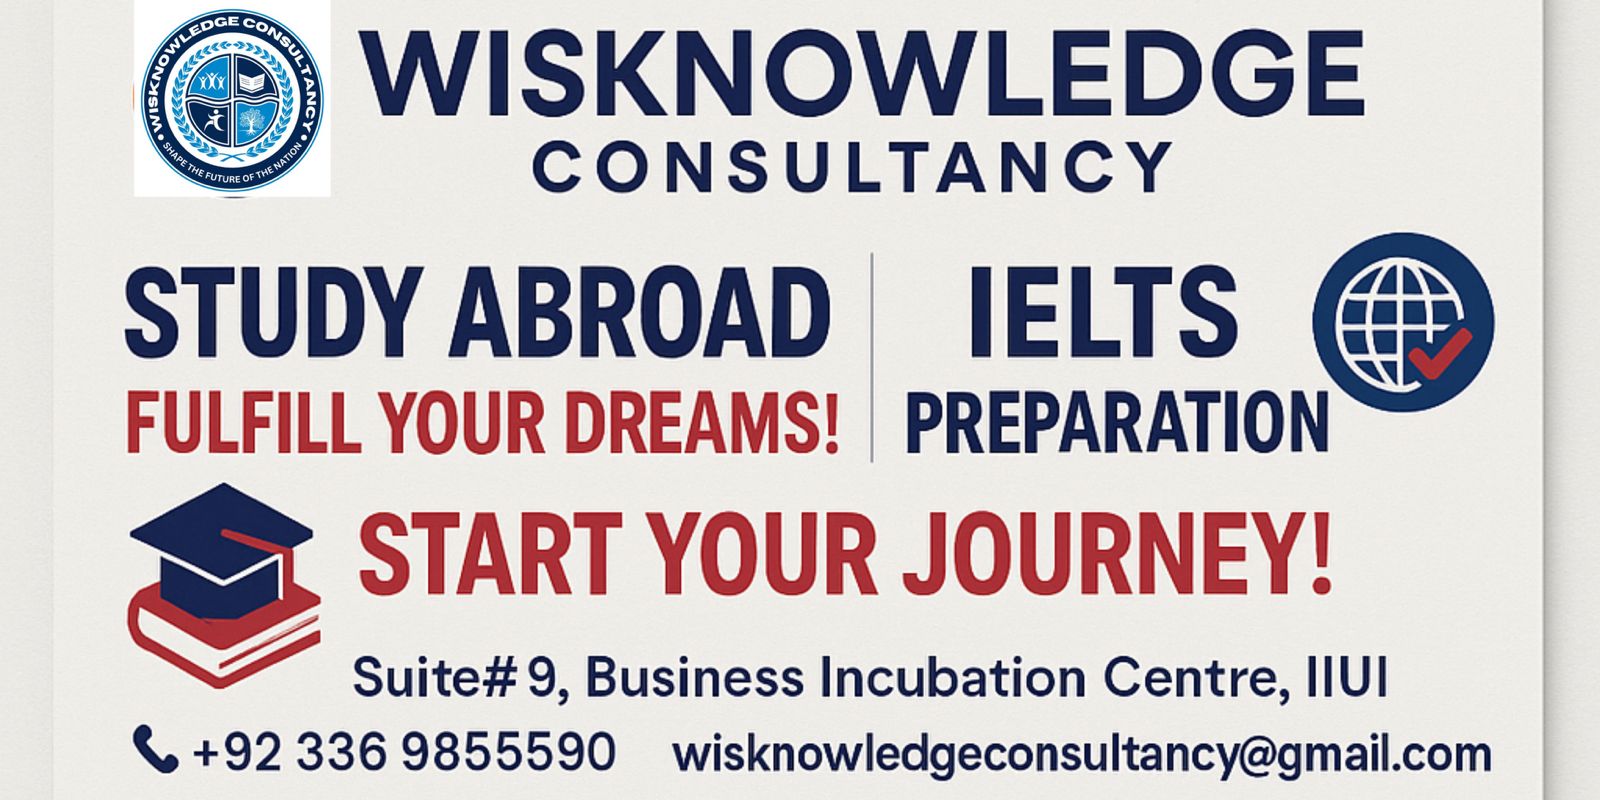 WISKNOWLEDGE CONSULTANCY
SHAPE THE FUTURE OF THE NATION
WISKNOWLEDGE
CONSULTANCY
STUDY ABROAD
FULFILL YOUR DREAMS!
IELTS
PREPARATION
START YOUR JOURNEY!
Suite# 9, Business Incubation Centre, IIUI
+92 336 9855590
wisknowledgeconsultancy@gmail.com